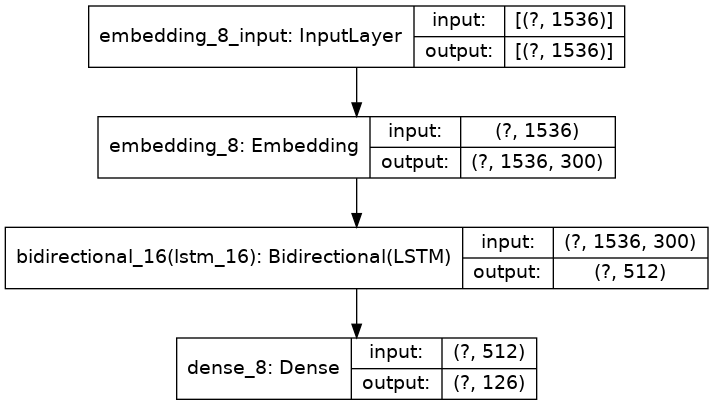 embedding_8_input: InputLayer
input: [(?, 1536)]
output: [(?, 1536)]
embedding_8: Embedding
input: (?, 1536)
output: (?, 1536, 300)
bidirectional_16(lstm_16): Bidirectional(LSTM)
input: (?, 1536, 300)
output: (?, 512)
dense_8: Dense
input: (?, 512)
output: (?, 126)